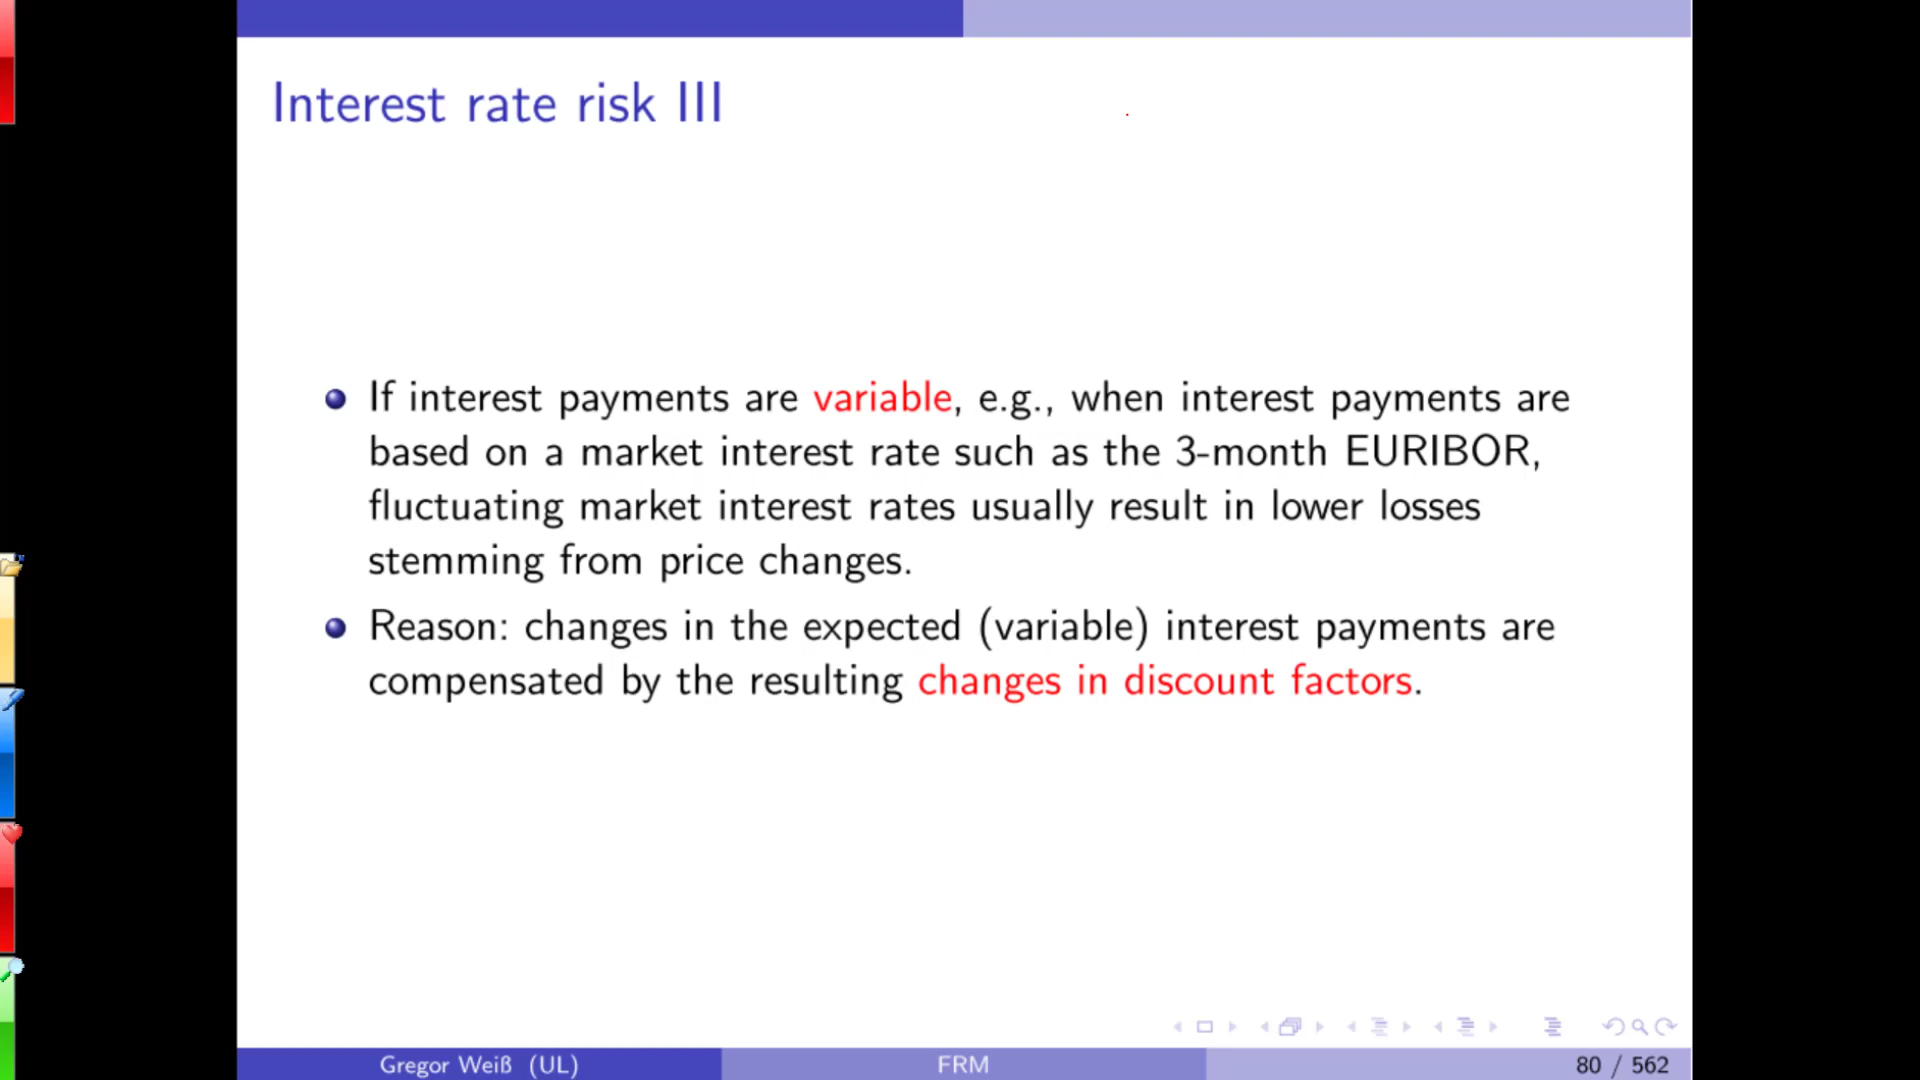 Interest rate risk III
If interest payments are variable, e.g., when interest payments are
based on a market interest rate such as the 3-month EURIBOR,
fluctuating market interest rates usually result in lower losses
stemming from price changes.
Reason: changes in the expected (variable) interest payments are
compensated by the resulting changes in discount factors.
Gregor Weiß (UL)
FRM
80 / 562